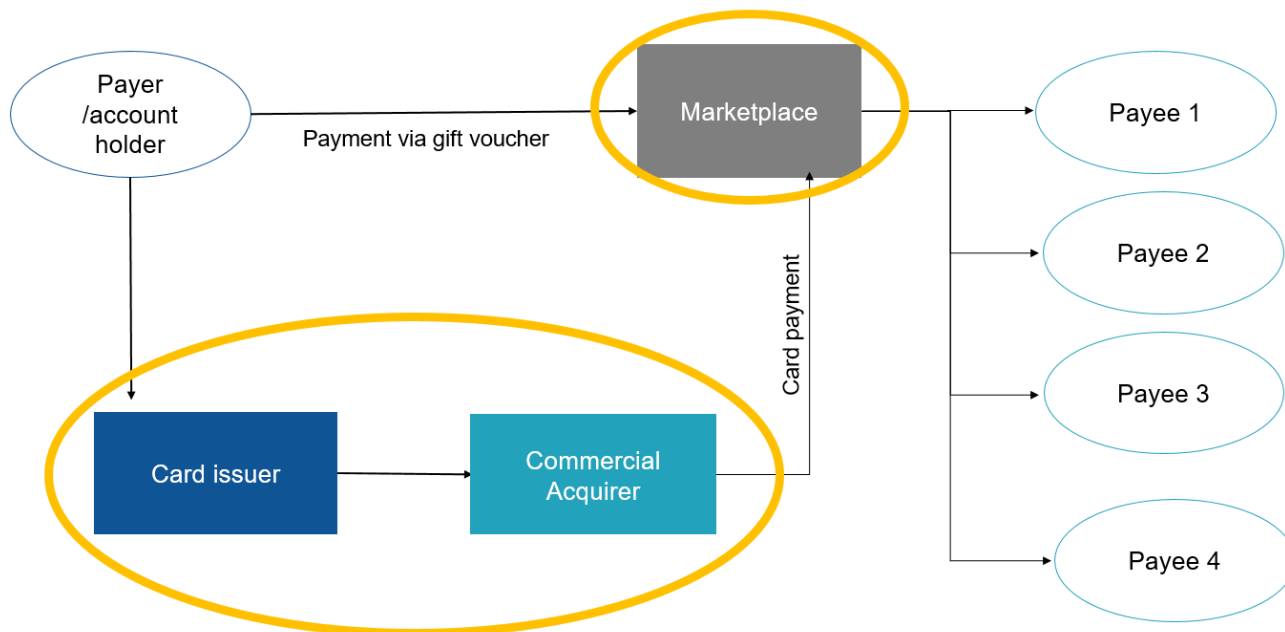 Payer
/account
holder
Payment via gift voucher
Marketplace
Payee 1
Payee 2
Card payment
Payee 3
Card issuer
Commercial
Acquirer
Payee 4